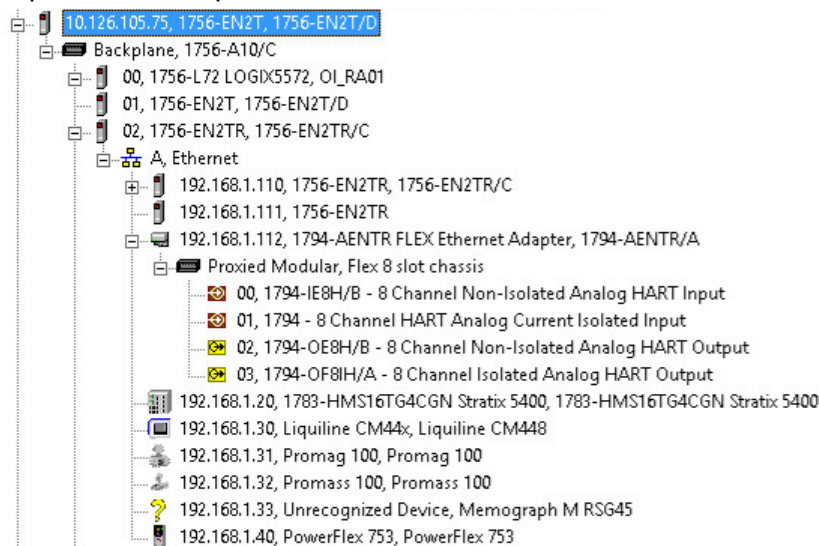 10.126.105.75, 1756-EN2T, 1756-EN2T/D
Backplane, 1756-A10/C
00, 1756-L72 LOGIX5572, OI_RA01
01, 1756-EN2T, 1756-EN2T/D
02, 1756-EN2TR, 1756-EN2TR/C
A, Ethernet
192.168.1.110, 1756-EN2TR, 1756-EN2TR/C
192.168.1.111, 1756-EN2TR
192.168.1.112, 1794-AENTR FLEX Ethernet Adapter, 1794-AENTR/A
Proxied Modular, Flex 8 slot chassis
00, 1794-IE8H/B - 8 Channel Non-Isolated Analog HART Input
01, 1794 - 8 Channel HART Analog Current Isolated Input
02, 1794-OE8H/B - 8 Channel Non-Isolated Analog HART Output
03, 1794-OF8IH/A - 8 Channel Isolated Analog HART Output
192.168.1.20, 1783-HMS16TG4CGN Stratix 5400, 1783-HMS16TG4CGN Stratix 5400
192.168.1.30, Liquiline CM44x, Liquiline CM448
192.168.1.31, Promag 100, Promag 100
192.168.1.32, Promass 100, Promass 100
192.168.1.33, Unrecognized Device, Memograph M RSG45
192.168.1.40, PowerFlex 753, PowerFlex 753